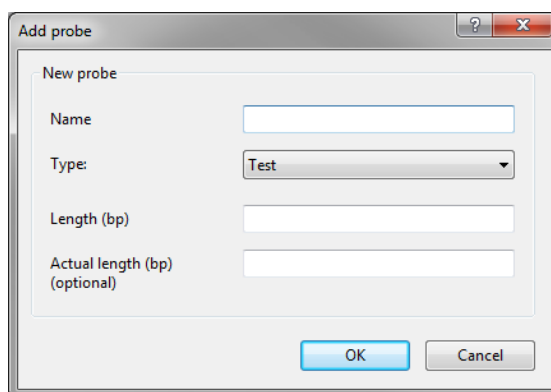 Add probe
?
New probe
Name
Type:
Test
Length (bp)
Actual length (bp)
(optional)
OK
Cancel